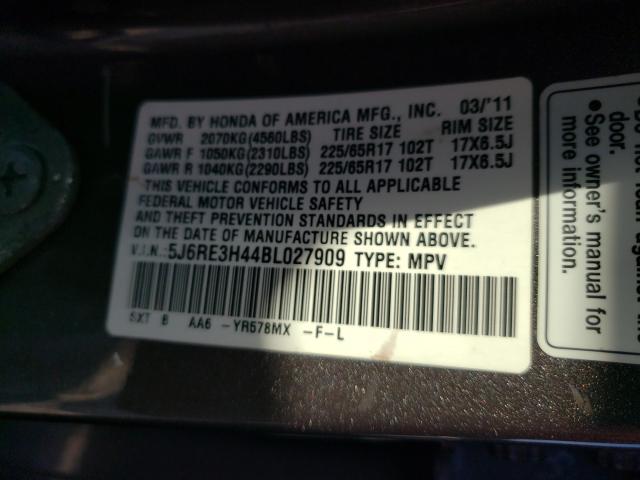 MFD. BY HONDA OF AMERICA MFG., INC. 03/'11
GVWR 2070KG(4560LBS) TIRE SIZE RIM SIZE
GAWR F 1050KG(2310LBS) 225/65R17 102T 17X6.5J
GAWR R 1040KG(2290LBS) 225/65R17 102T 17X6.5J
THIS VEHICLE CONFORMS TO ALL APPLICABLE
FEDERAL MOTOR VEHICLE SAFETY
AND THEFT PREVENTION STANDARDS IN EFFECT
ON THE DATE OF MANUFACTURE SHOWN ABOVE.
V.I.N.: 5J6RE3H44BL027909 TYPE: MPV
SXT B AA6 -YR578MX -F-L
door.
• See owner's manual for
more